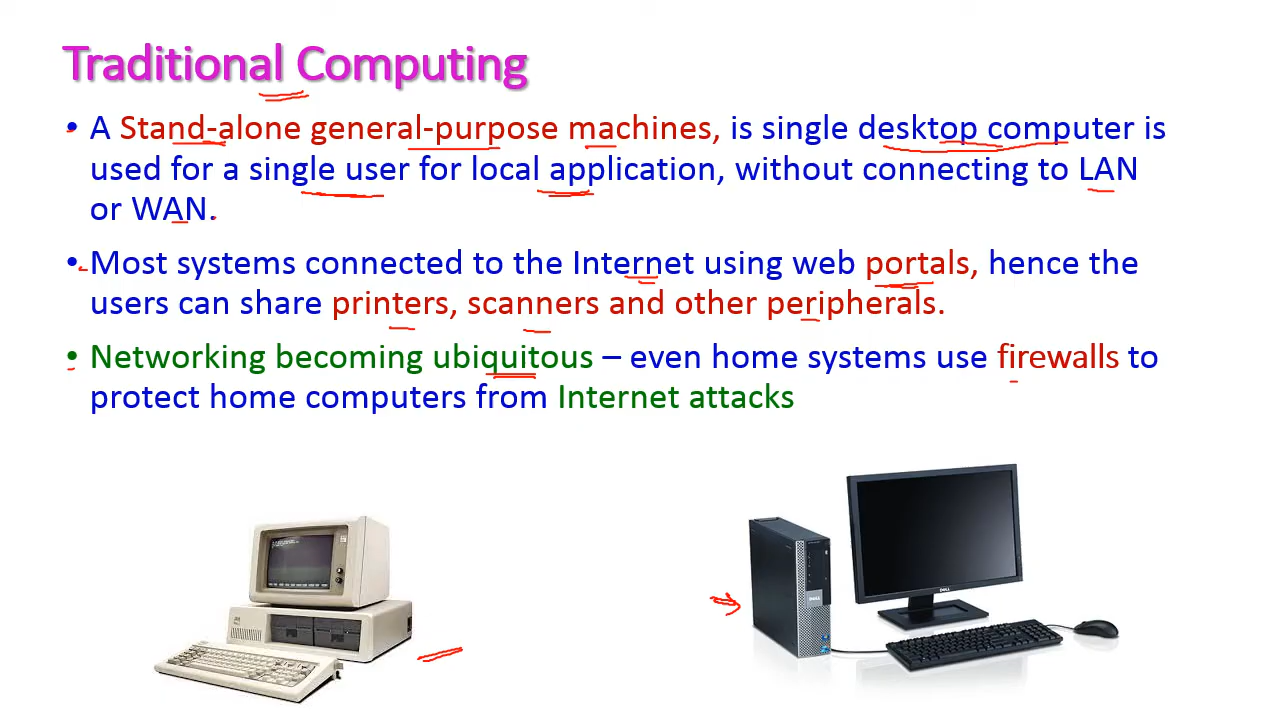 Traditional Computing
• A Stand-alone general-purpose machines, is single desktop computer is
used for a single user for local application, without connecting to LAN
or WAN.
• Most systems connected to the Internet using web portals, hence the
users can share printers, scanners and other peripherals.
• Networking becoming ubiquitous – even home systems use firewalls to
protect home computers from Internet attacks
DELL
DELL